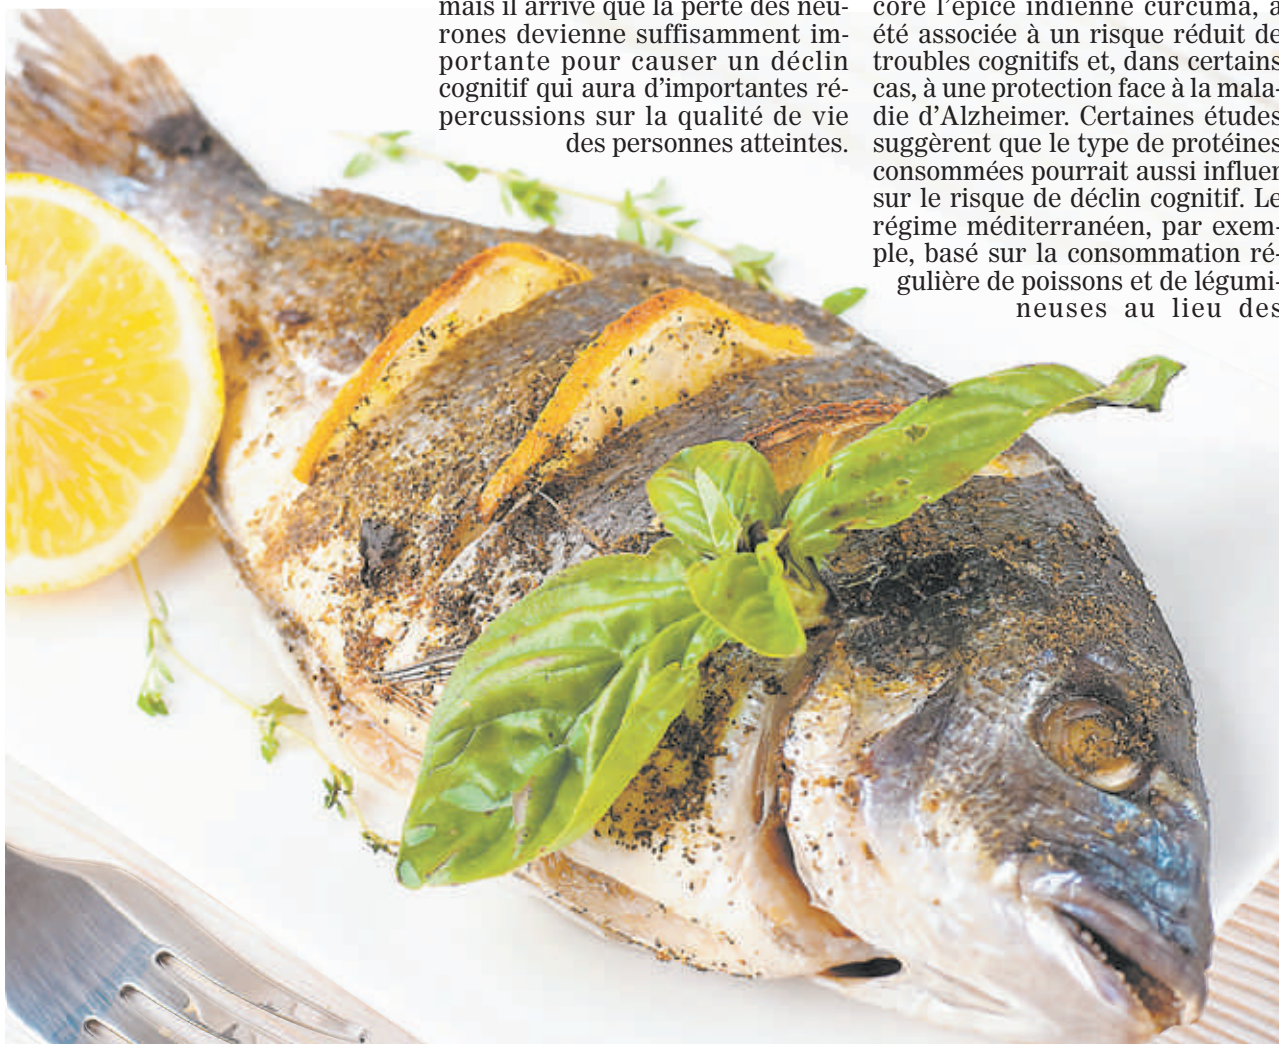 mais il arrive que la perte des neu-
rones devienne suffisamment im-
portante pour causer un déclin
cognitif qui aura d'importantes ré-
percussions sur la qualité de vie
des personnes atteintes.
core l'épice indienne curcuma, a
été associée à un risque réduit de
troubles cognitifs et, dans certains
cas, à une protection face à la mala-
die d'Alzheimer. Certaines études
suggèrent que le type de protéines
consommées pourrait aussi influer
sur le risque de déclin cognitif. Le
régime méditerranéen, par exem-
ple, basé sur la consommation ré-
gulière de poissons et de légumi-
neuses au lieu des